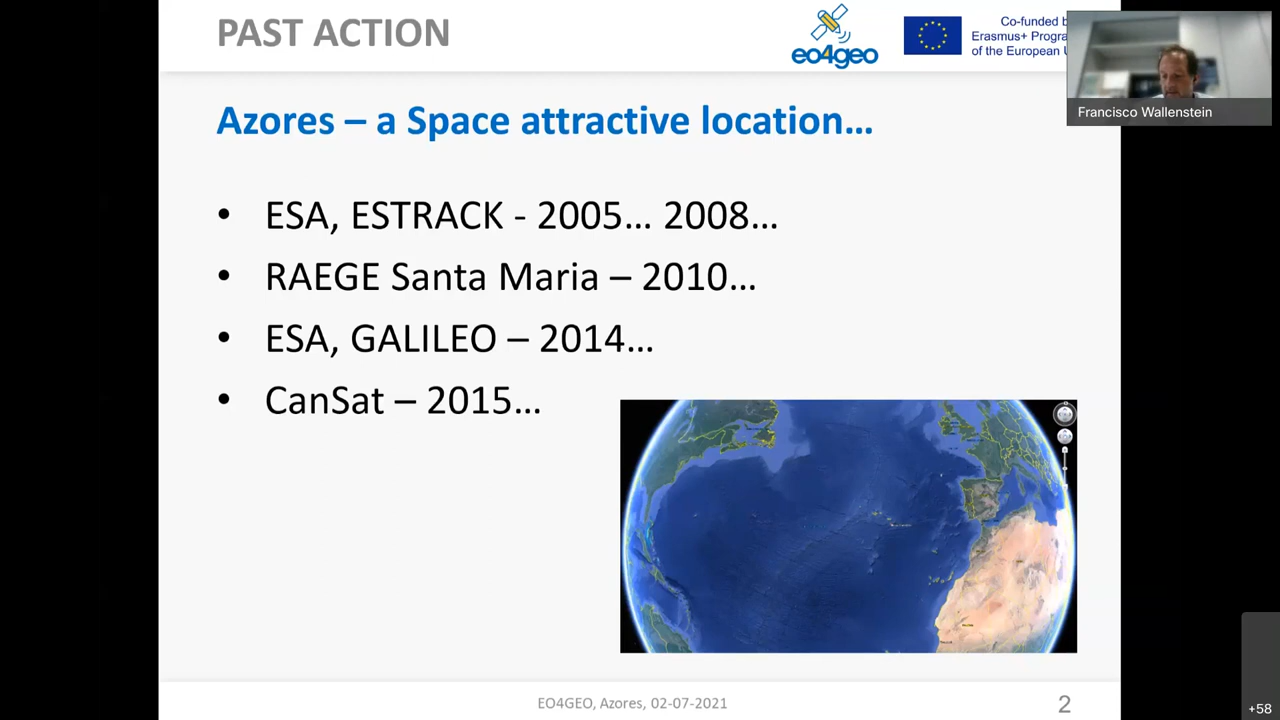 PAST ACTION
eo4geo
Co-funded b
Erasmus+ Progra
of the European U
Francisco Wallenstein
Azores – a Space attractive location…
• ESA, ESTRACK - 2005… 2008…
• RAEGE Santa Maria – 2010…
• ESA, GALILEO – 2014…
• CanSat – 2015…
EO4GEO, Azores, 02-07-2021
2
+58